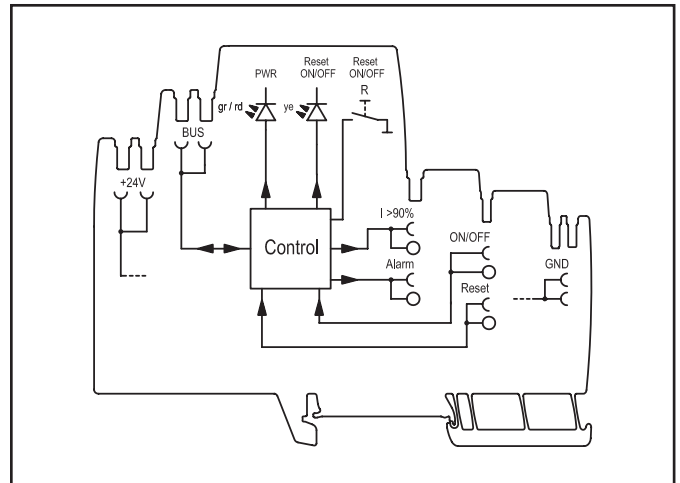 PWR
Reset
ON/OFF
Reset
ON/OFF
R
gr / rd
ye
BUS
+24V
I >90%
Control
ON/OFF
Alarm
GND
Reset